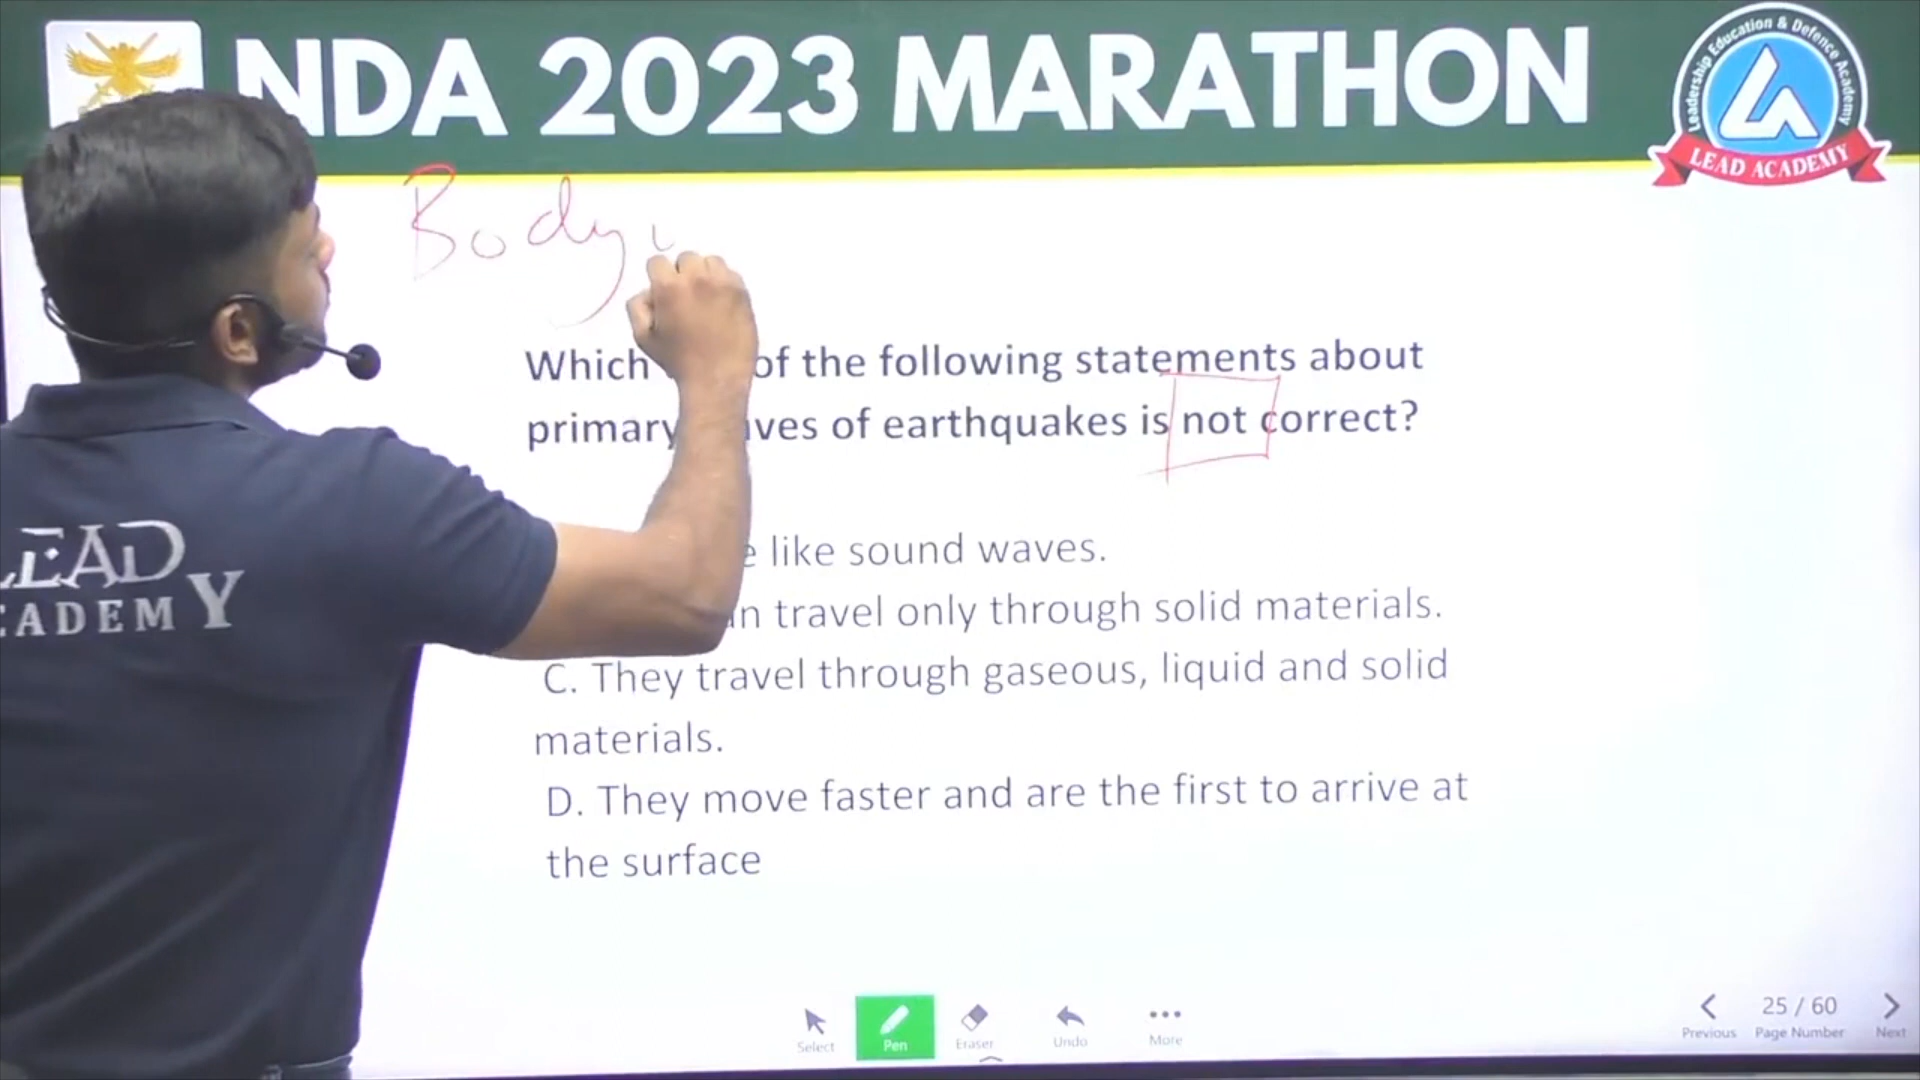 NDA 2023 MARATHON
Leadership Education & Defence Academy
LEAD ACADEMY
Body
Which of the following statements about
primary of earthquakes is not correct?
like sound waves.
travel only through solid materials.
C. They travel through gaseous, liquid and solid
materials.
D. They move faster and are the first to arrive at
the surface
LEAD
ACADEMY
Select
Pen
Eraser
Undo
More
25 / 60
Previous
Page Number
Next